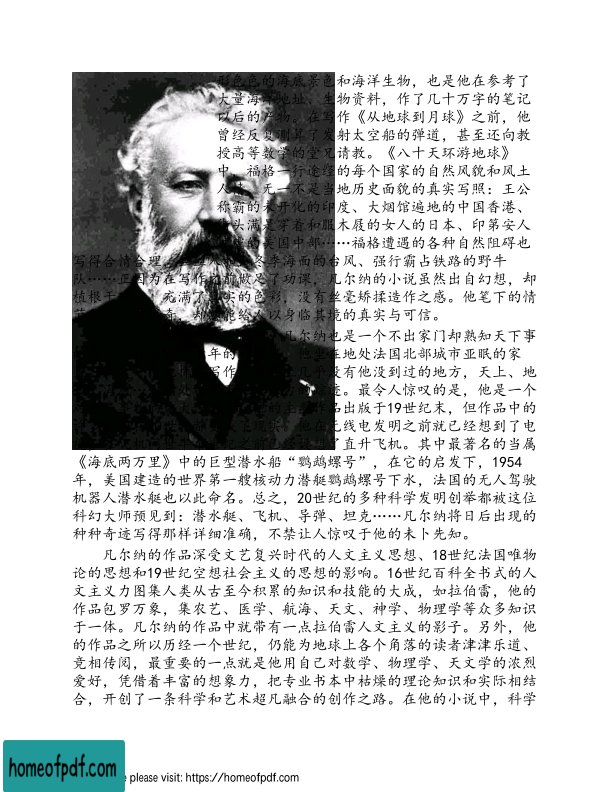 形色色的海底景色和海洋生物，也是他在参考了
大量海洋地址、生物资料，作了几十万字的笔记
以后的产物。在写作《从地球到月球》之前，他
曾经反复测算了发射太空船的弹道，甚至还向教
授高等数学的堂兄请教。《八十天环游地球》
中，福格一行途经的每个国家的自然风貌和风土
人情，无一不是当地历史面貌的真实写照：王公
称霸的未开化的印度、大烟馆遍地的中国香港、
街头满是穿着和服木屐的女人的日本、印第安人
的美国中部……福格遭遇的各种自然阻碍也
写得合情合理，冬季海面的台风、强行霸占铁路的野牛
队……正因为在写作之前做足了功课，凡尔纳的小说虽然出自幻想，却
植根于 充满了 的色彩，没有丝毫矫揉造作之感。他笔下的情
却 能给人以身临其境的真实与可信。
凡尔纳也是一个不出家门却熟知天下事
年的 他 在地处法国北部城市亚眠的家
写作 几乎没有他没到过的地方，天上、地
迹。最令人惊叹的是，他是一个
作品出版于19世纪末，但作品中的
现实，他在无线电发明之前就已经想到了电
了直升飞机。其中最著名的当属
《海底两万里》中的巨型潜水船“鹦鹉螺号”，在它的启发下，1954
年，美国建造的世界第一艘核动力潜艇鹦鹉螺号下水，法国的无人驾驶
机器人潜水艇也以此命名。总之，20世纪的多种科学发明创举都被这位
科幻大师预见到：潜水艇、飞机、导弹、坦克……凡尔纳将日后出现的
种种奇迹写得那样详细准确，不禁让人惊叹于他的未卜先知。
凡尔纳的作品深受文艺复兴时代的人文主义思想、18世纪法国唯物
论的思想和19世纪空想社会主义的思想的影响。16世纪百科全书式的人
文主义力图集人类从古至今积累的知识和技能的大成，如拉伯雷，他的
作品包罗万象，集农艺、医学、航海、天文、神学、物理学等众多知识
于一体。凡尔纳的作品中就带有一点拉伯雷人文主义的影子。另外，他
的作品之所以历经一个世纪，仍能为地球上各个角落的读者津津乐道、
竞相传阅，最重要的一点就是他用自己对数学、物理学、天文学的浓烈
爱好，凭借着丰富的想象力，把专业书本中枯燥的理论知识和实际相结
合，开创了一条科学和艺术超凡融合的创作之路。在他的小说中，科学
homeofpdf.com
please visit: https://homeofpdf.com